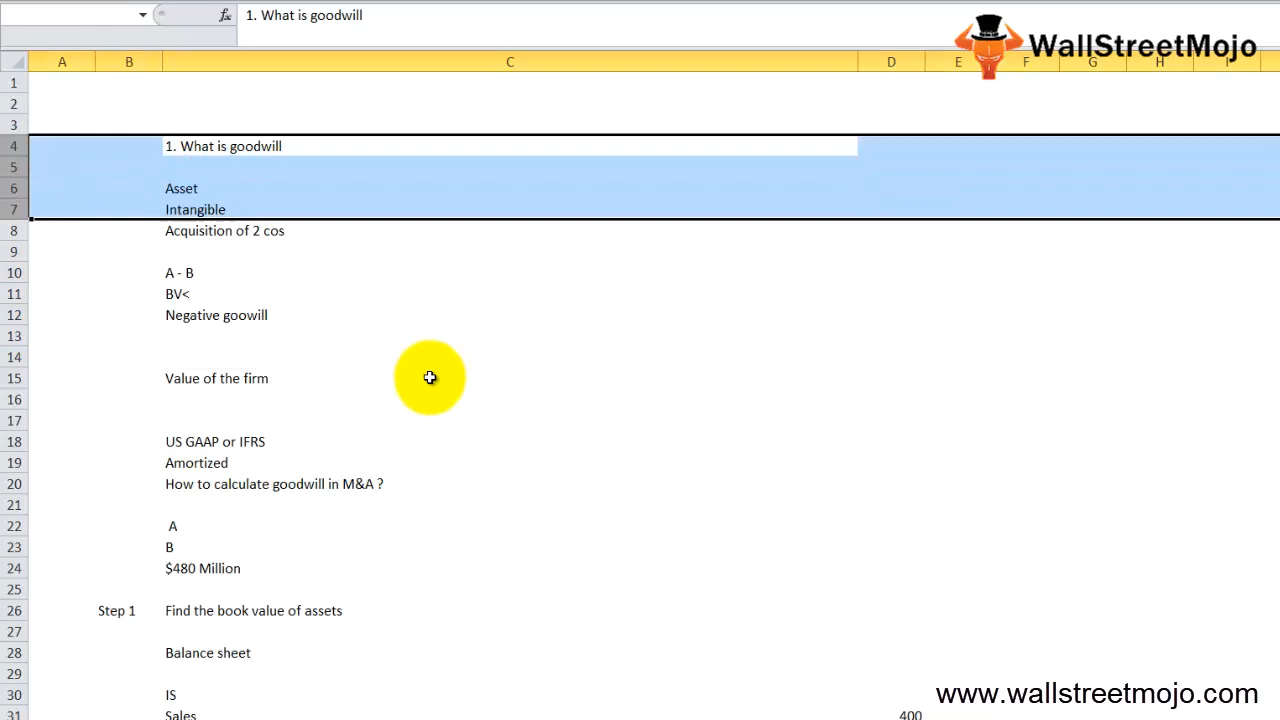 1. What is goodwill
WallStreetMojo
A B C D E F G H I
1
2
3
4 1. What is goodwill
5
6 Asset
7 Intangible
8 Acquisition of 2 cos
9
10 A - B
11 BV<
12 Negative goowill
13
14
15 Value of the firm
16
17
18 US GAAP or IFRS
19 Amortized
20 How to calculate goodwill in M&A ?
21
22 A
23 B
24 $480 Million
25
26 Step 1 Find the book value of assets
27
28 Balance sheet
29
30 IS
31 Sales 400
www.wallstreetmojo.com